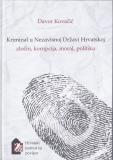 Davor Kovačić
Kriminal u Nezavisnoj Državi Hrvatskoj
zločin, korupcija, moral, politika